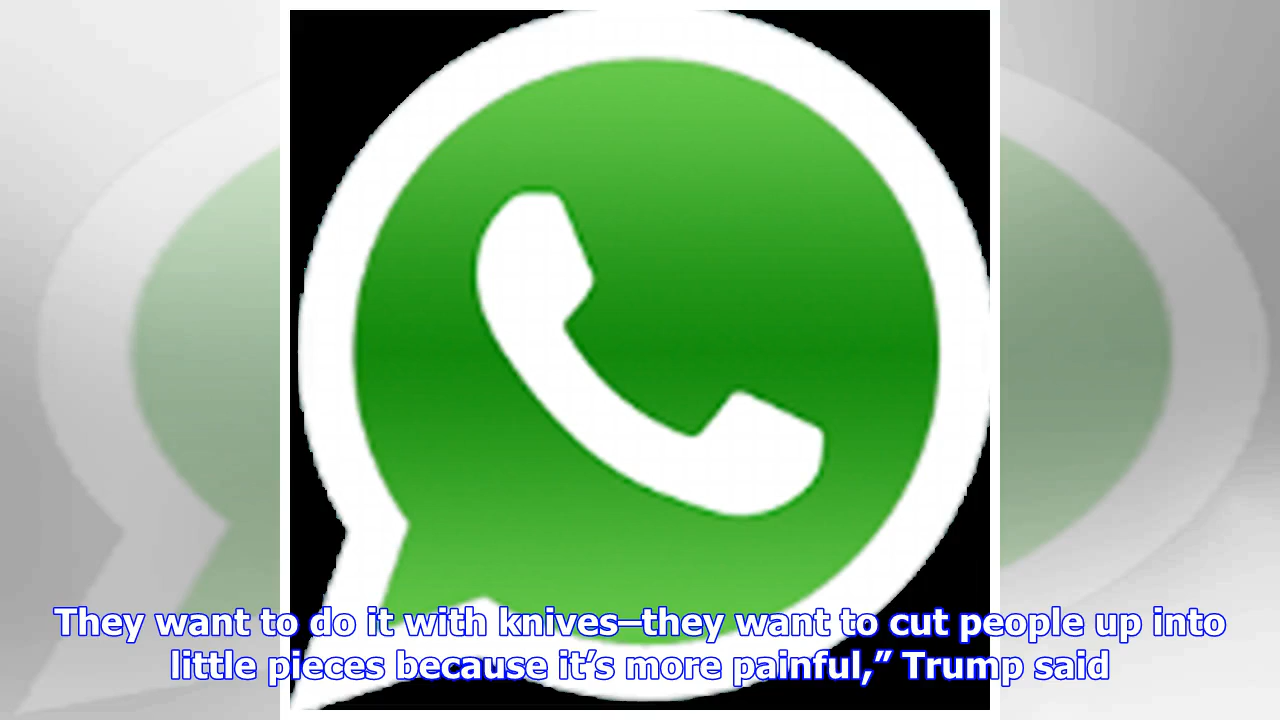 They want to do it with knives—they want to cut people up into
little pieces because it’s more painful,” Trump said